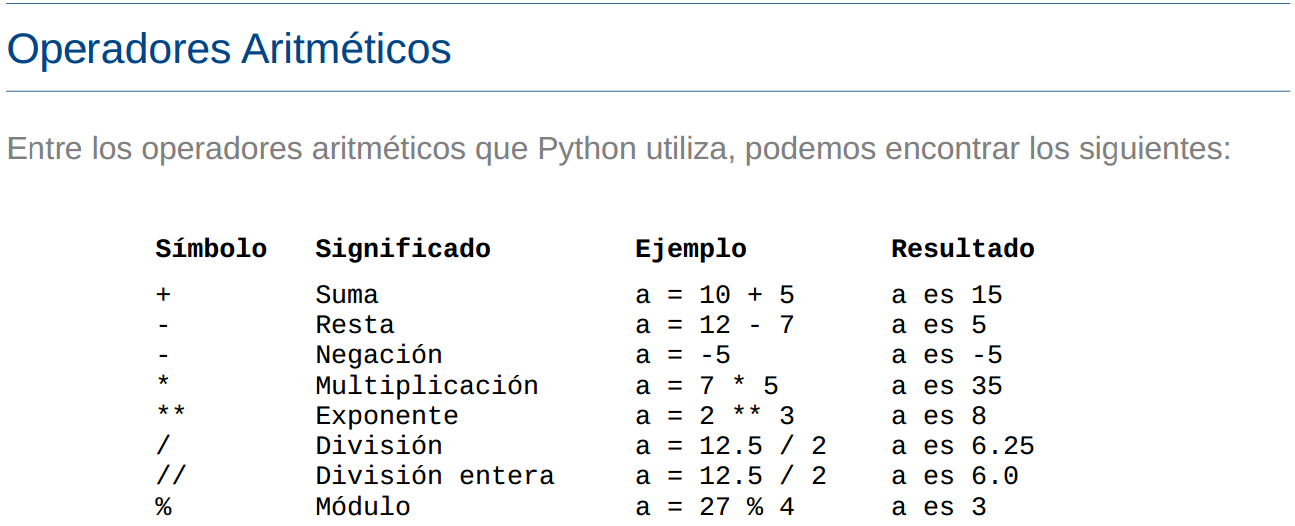 Operadores Aritméticos
Entre los operadores aritméticos que Python utiliza, podemos encontrar los siguientes:
Símbolo Significado Ejemplo Resultado
+ Suma a = 10 + 5 a es 15
- Resta a = 12 - 7 a es 5
- Negación a = -5 a es -5
* Multiplicación a = 7 * 5 a es 35
** Exponente a = 2 ** 3 a es 8
/ División a = 12.5 / 2 a es 6.25
// División entera a = 12.5 / 2 a es 6.0
% Módulo a = 27 % 4 a es 3